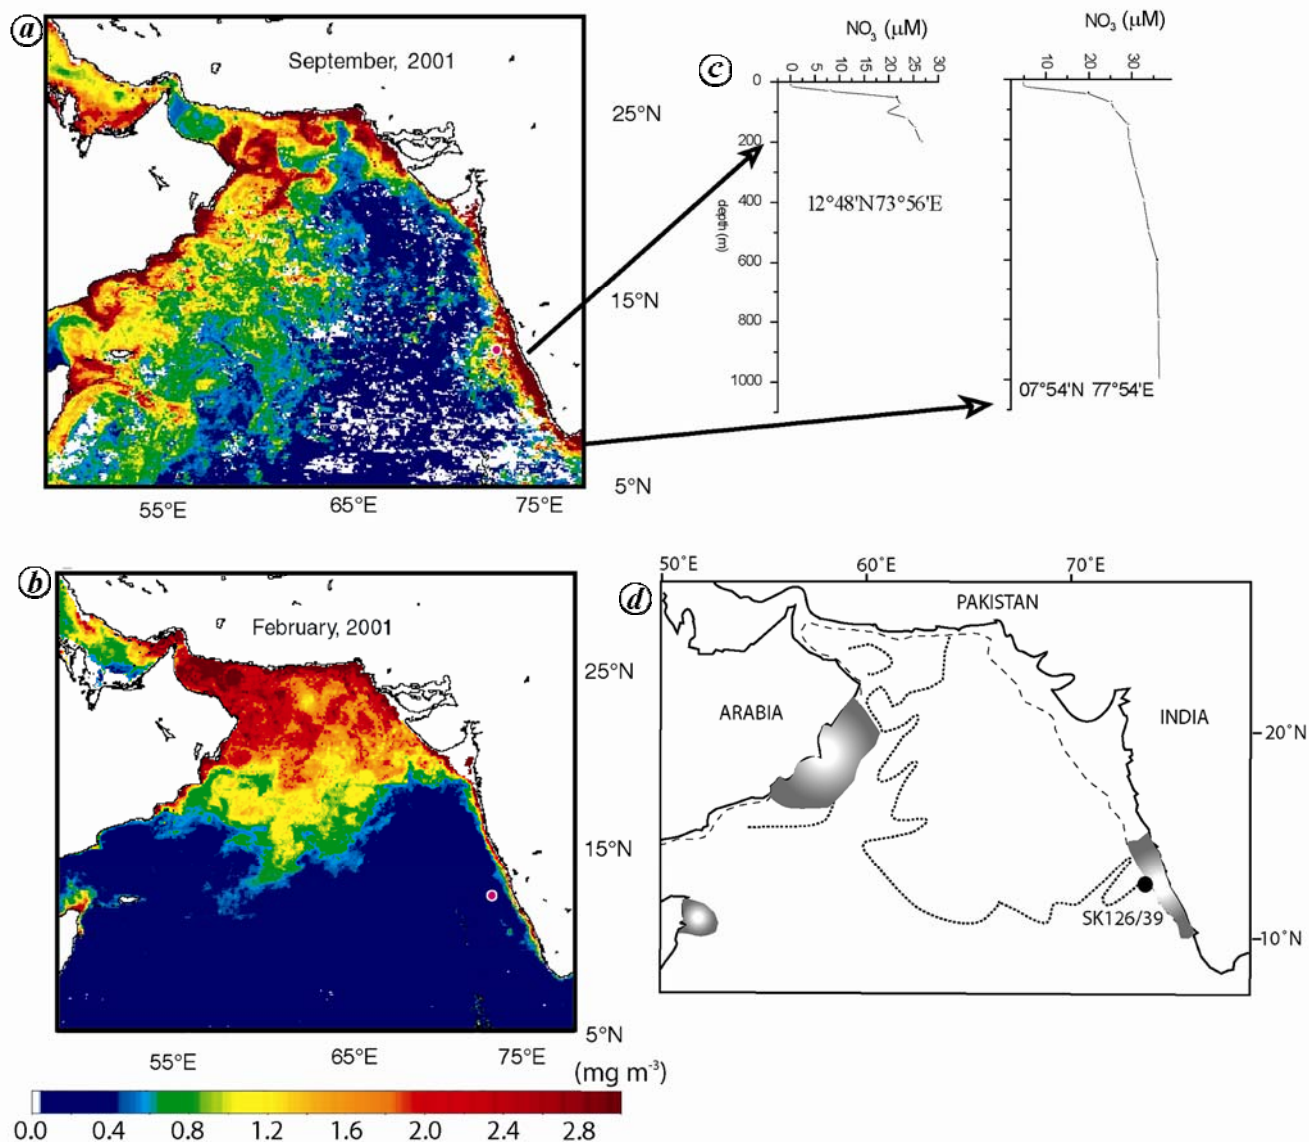 a
September, 2001
25°N
15°N
5°N
55°E 65°E 75°E
c
NO3 (µM)
0 5 10 15 20 25 30
0
200
400
600
800
1000
depth (m)
12°48'N73°56'E
NO3 (µM)
10 20 30
07°54'N 77°54'E
b
February, 2001
25°N
15°N
5°N
55°E 65°E 75°E
(mg m-3)
0.0 0.4 0.8 1.2 1.6 2.0 2.4 2.8
d
50°E 60°E 70°E
PAKISTAN
ARABIA
INDIA
20°N
SK126/39
10°N